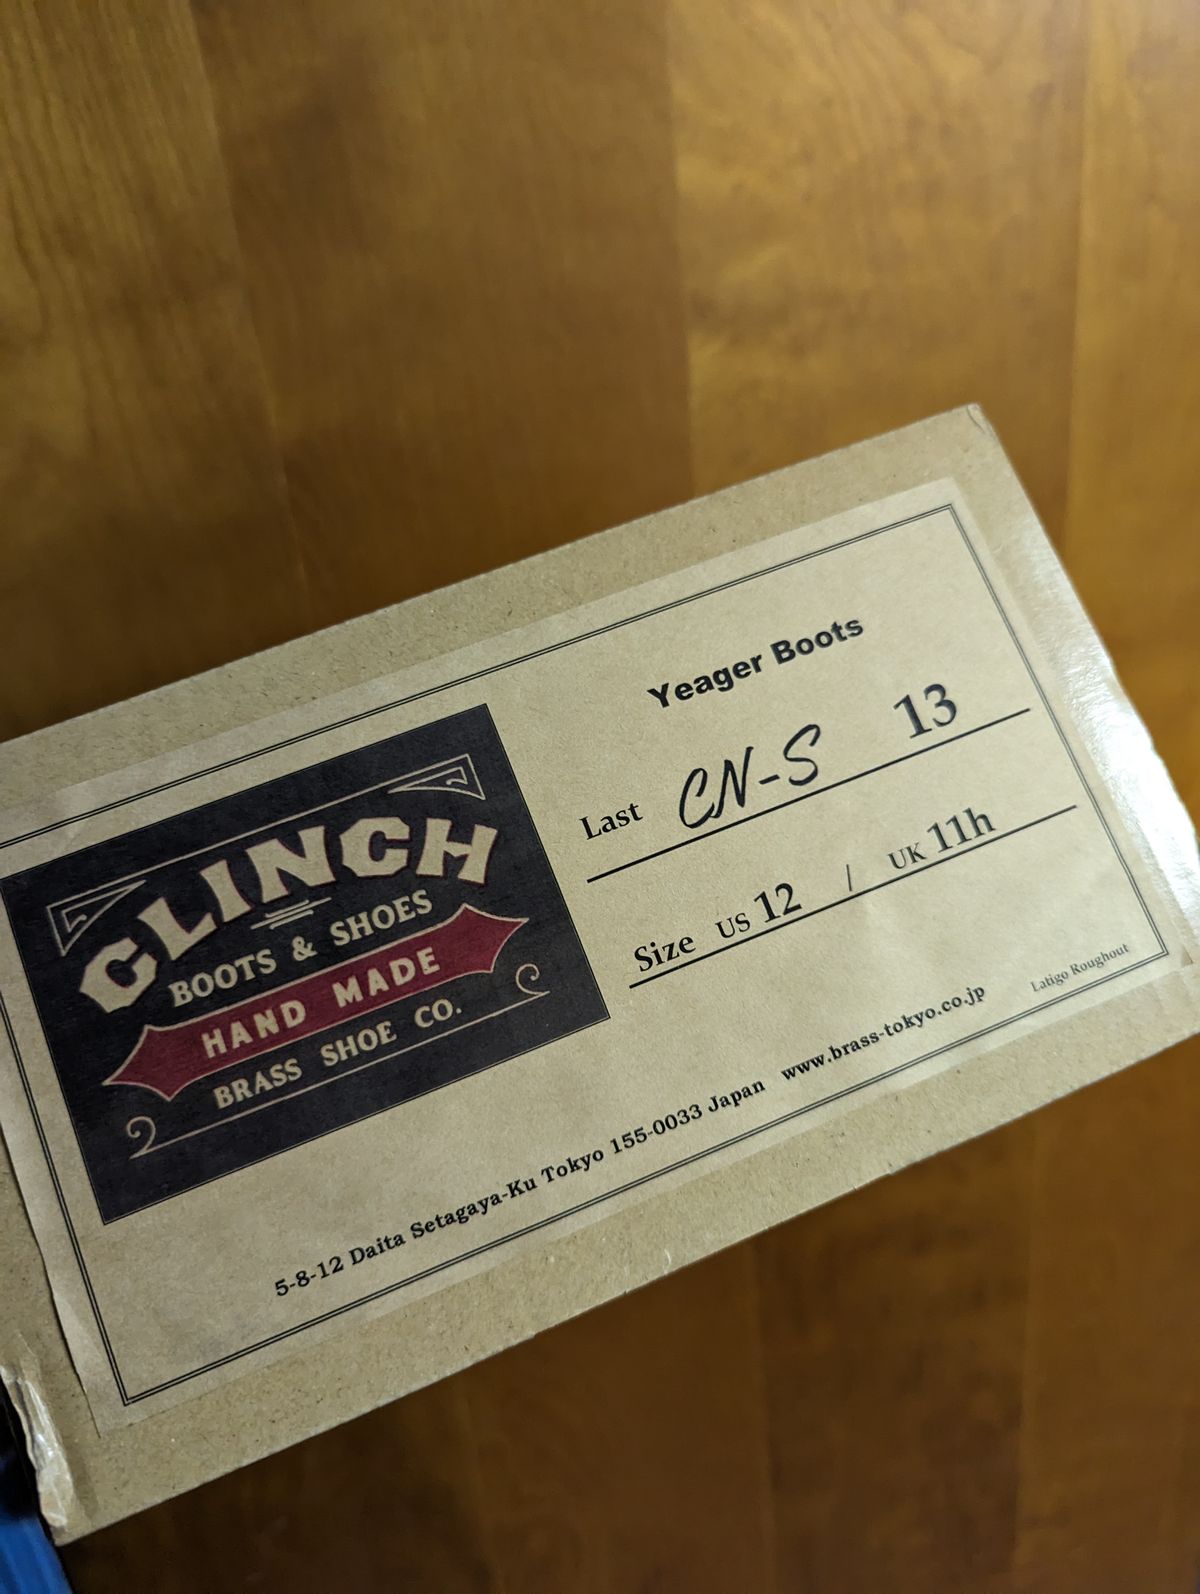 CLINCH
BOOTS & SHOES
HAND MADE
BRASS SHOE CO.
Yeager Boots
Last CN-S 13
Size US 12 / UK 11h
Latigo Roughout
5-8-12 Daita Setagaya-Ku Tokyo 155-0033 Japan www.brass-tokyo.co.jp